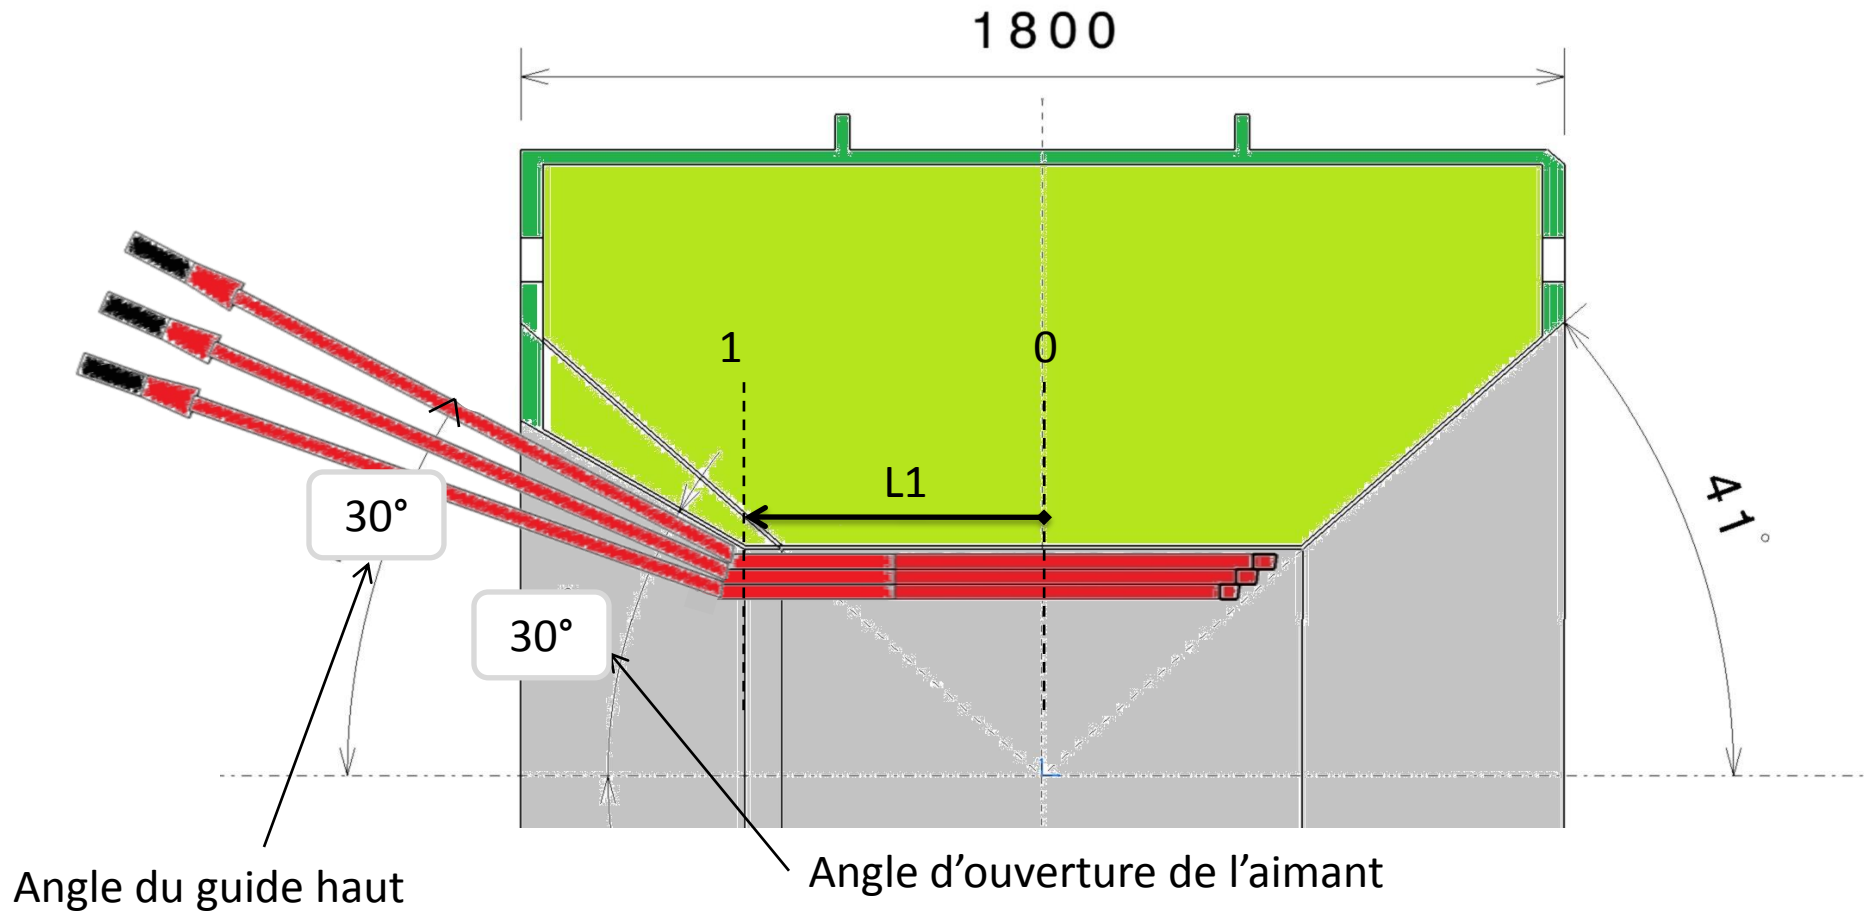 1800
1
0
L1
30°
41°
30°
Angle d’ouverture de l’aimant
Angle du guide haut